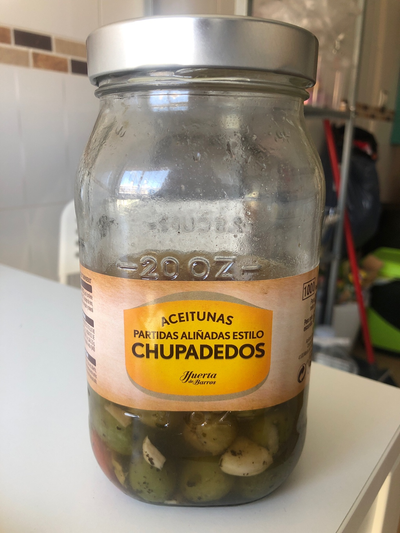 -20 OZ-
ACEITUNAS
PARTIDAS ALIÑADAS ESTILO
CHUPADEDOS
Huerta
de Barros